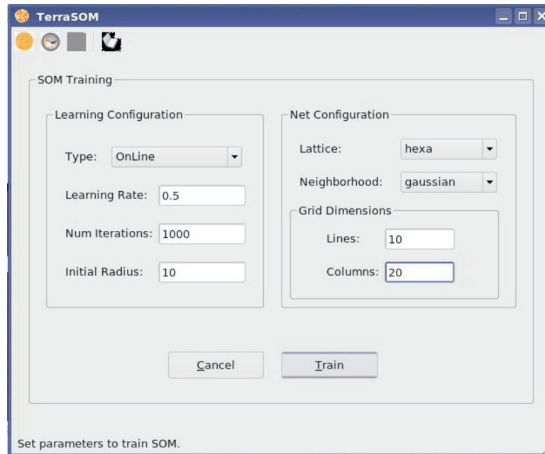 TerraSOM
SOM Training
Learning Configuration
Type: OnLine
Learning Rate: 0.5
Num Iterations: 1000
Initial Radius: 10
Net Configuration
Lattice: hexa
Neighborhood: gaussian
Grid Dimensions
Lines: 10
Columns: 20
Cancel
Train
Set parameters to train SOM.